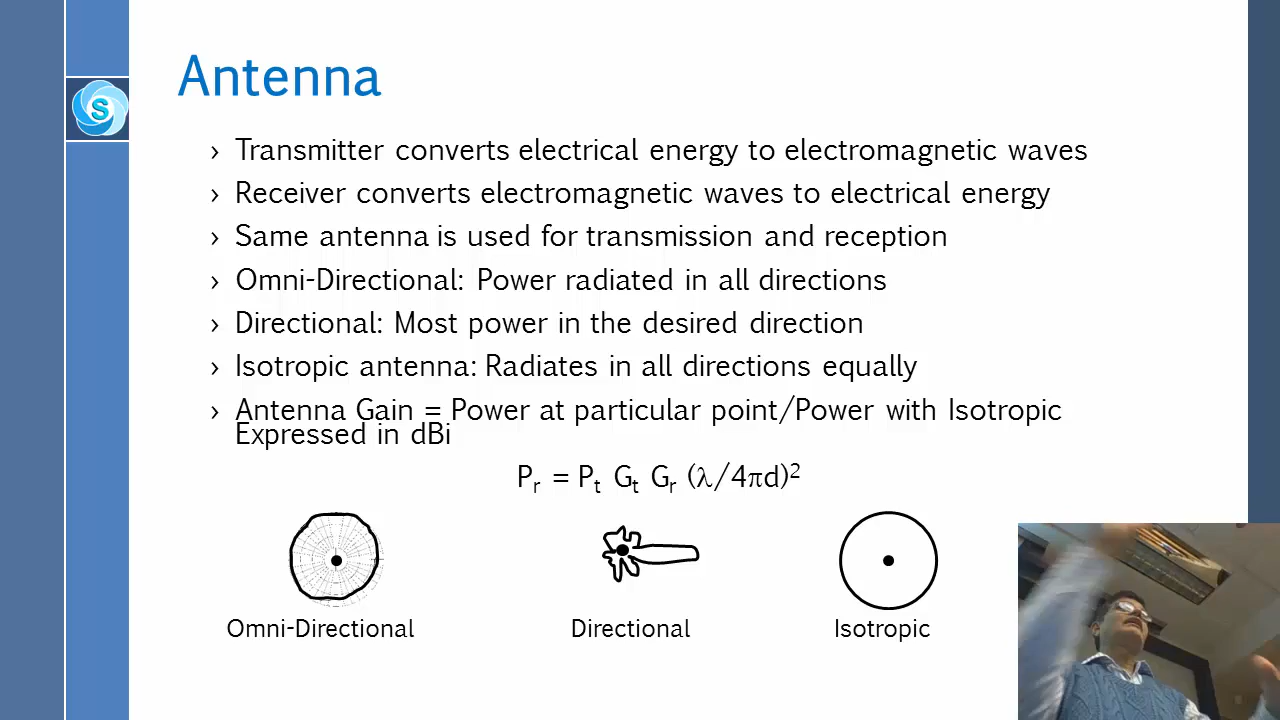 Antenna
S
› Transmitter converts electrical energy to electromagnetic waves
› Receiver converts electromagnetic waves to electrical energy
› Same antenna is used for transmission and reception
› Omni-Directional: Power radiated in all directions
› Directional: Most power in the desired direction
› Isotropic antenna: Radiates in all directions equally
› Antenna Gain = Power at particular point/Power with Isotropic
Expressed in dBi
Pᵣ = Pₜ Gₜ Gᵣ (λ/4πd)²
Omni-Directional Directional Isotropic